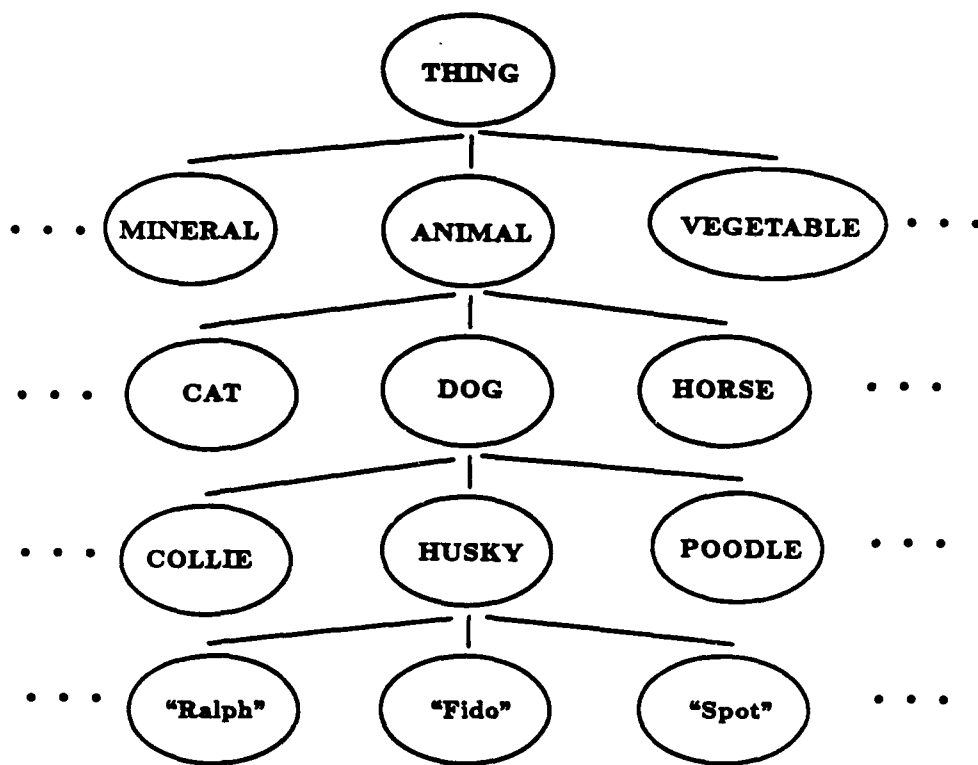 THING
MINERAL ANIMAL VEGETABLE
CAT DOG HORSE
COLLIE HUSKY POODLE
“Ralph” “Fido” “Spot”